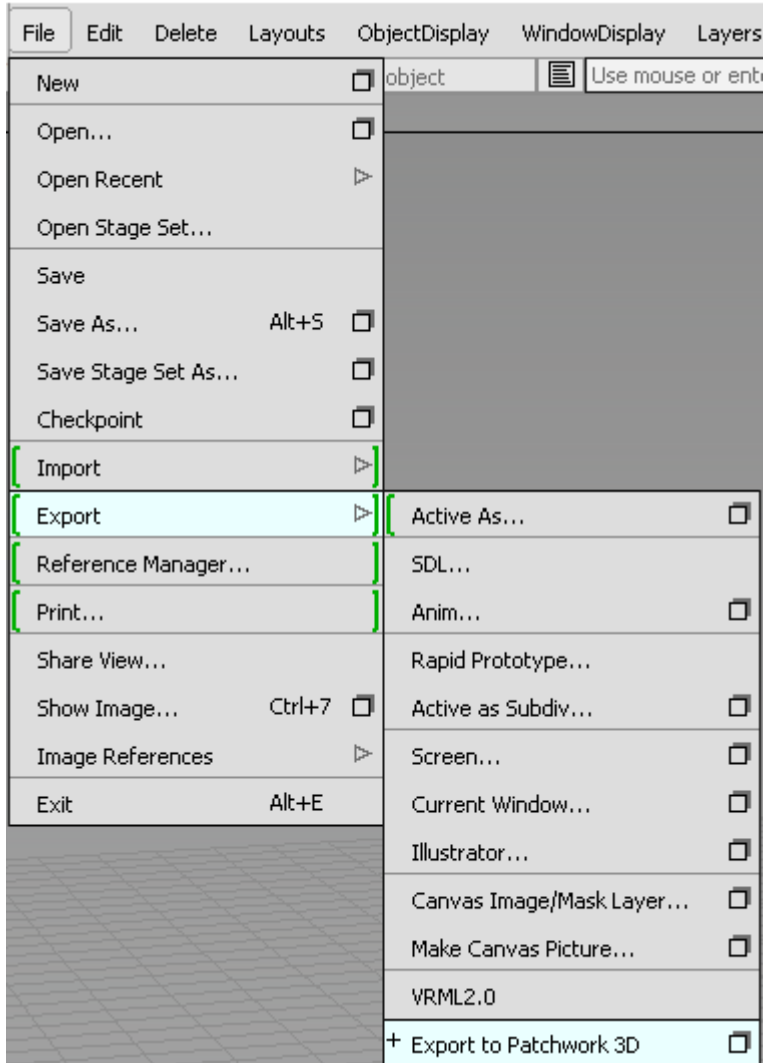 File Edit Delete Layouts ObjectDisplay WindowDisplay Layers
object Use mouse or ente
New
Open...
Open Recent
Open Stage Set...
Save
Save As... Alt+S
Save Stage Set As...
Checkpoint
Import
Export
Reference Manager...
Print...
Share View...
Show Image... Ctrl+7
Image References
Exit Alt+E
Active As...
SDL...
Anim...
Rapid Prototype...
Active as Subdiv...
Screen...
Current Window...
Illustrator...
Canvas Image/Mask Layer...
Make Canvas Picture...
VRML2.0
+ Export to Patchwork 3D